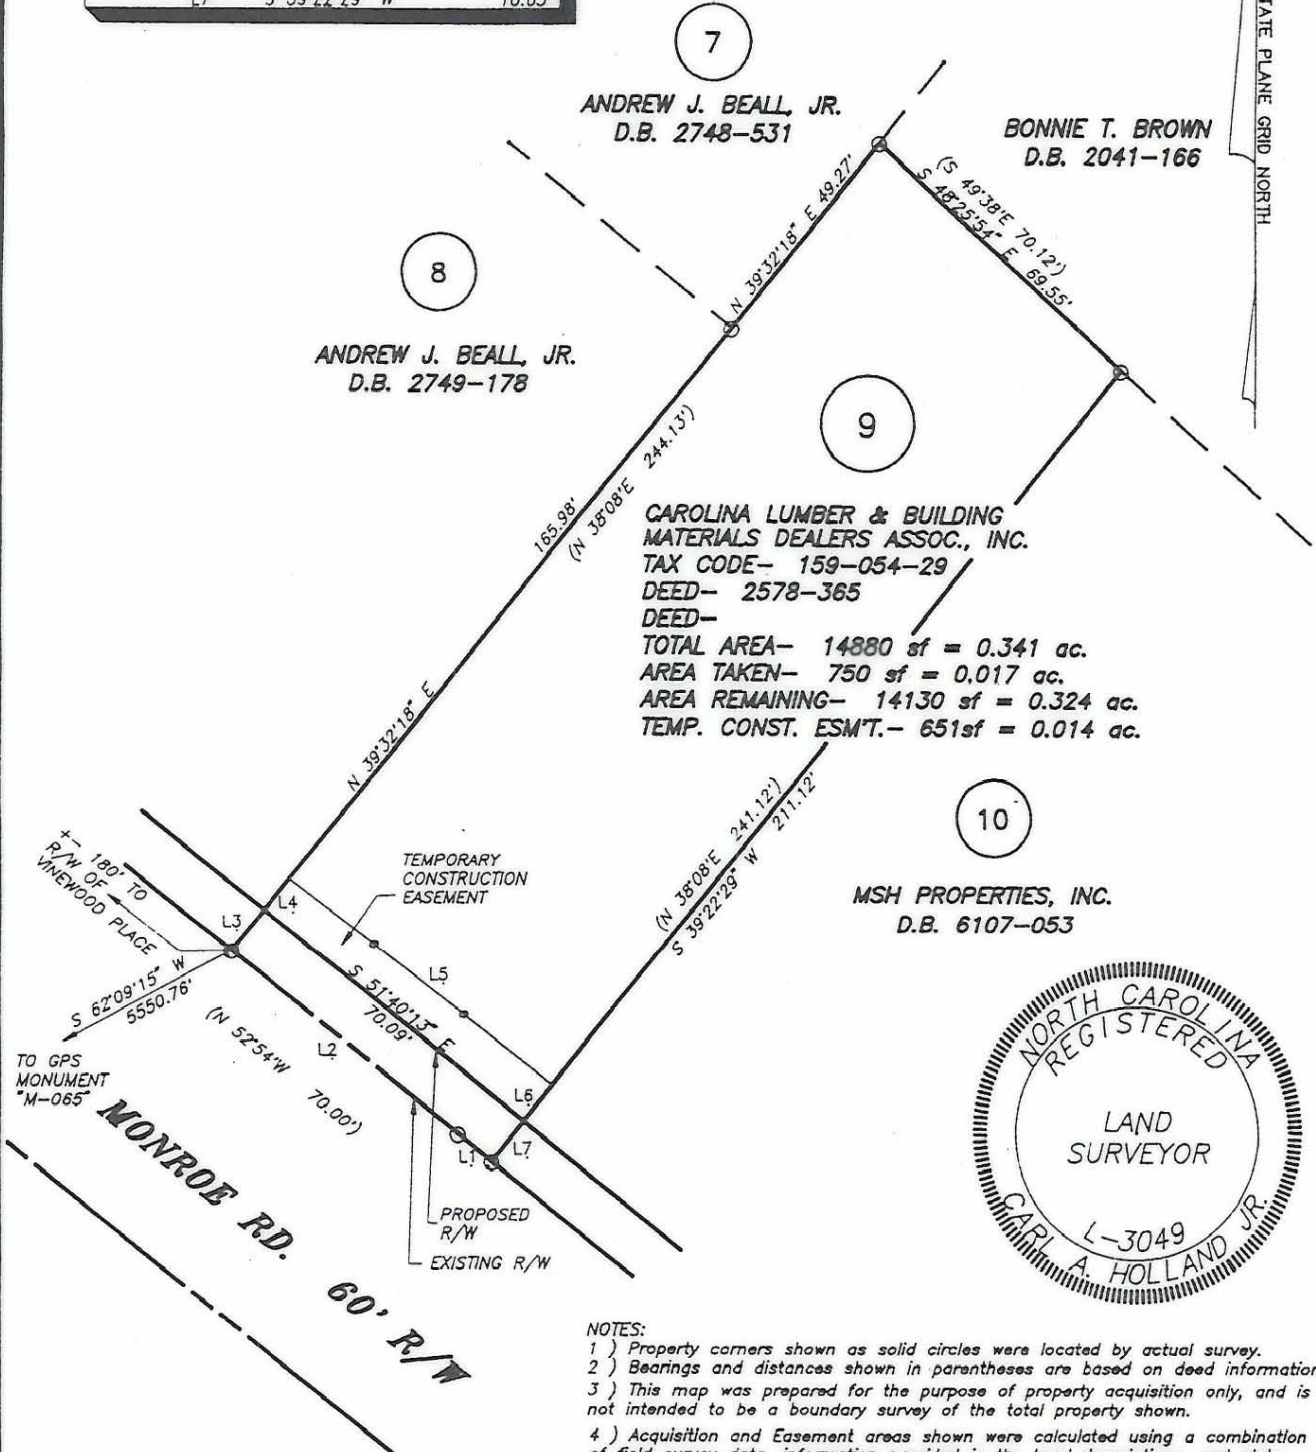 L7 S 39°22'29" W 10.63
STATE PLANE GRID NORTH
7
ANDREW J. BEALL, JR.
D.B. 2748-531
BONNIE T. BROWN
D.B. 2041-166
(S 49°38'E 70.12')
S 48°25'54" E 69.55'
N 39°32'18" E 49.27'
8
ANDREW J. BEALL, JR.
D.B. 2749-178
165.98'
(N 38°08'E 244.13')
N 39°32'18" E
9
CAROLINA LUMBER & BUILDING
MATERIALS DEALERS ASSOC., INC.
TAX CODE- 159-054-29
DEED- 2578-365
DEED-
TOTAL AREA- 14880 sf = 0.341 ac.
AREA TAKEN- 750 sf = 0.017 ac.
AREA REMAINING- 14130 sf = 0.324 ac.
TEMP. CONST. ESM'T.- 651sf = 0.014 ac.
(N 38°08'E 241.12')
S 39°22'29" W 211.12'
10
MSH PROPERTIES, INC.
D.B. 6107-053
+- 180' TO
R/W OF
VINEWOOD PLACE
TEMPORARY
CONSTRUCTION
EASEMENT
L3
L4
L5
S 51°40'13" E
70.09'
S 62°09'15" W
5550.76'
(N 52°54'W 70.00')
L2
L6
L7
L1
TO GPS
MONUMENT
"M-065"
MONROE RD. 60' R/W
PROPOSED
R/W
EXISTING R/W
NORTH CAROLINA
REGISTERED
LAND
SURVEYOR
L-3049
CARL A. HOLLAND JR.
NOTES:
1 ) Property corners shown as solid circles were located by actual survey.
2 ) Bearings and distances shown in parentheses are based on deed information
3 ) This map was prepared for the purpose of property acquisition only, and is
not intended to be a boundary survey of the total property shown.
4 ) Acquisition and Easement areas shown were calculated using a combination